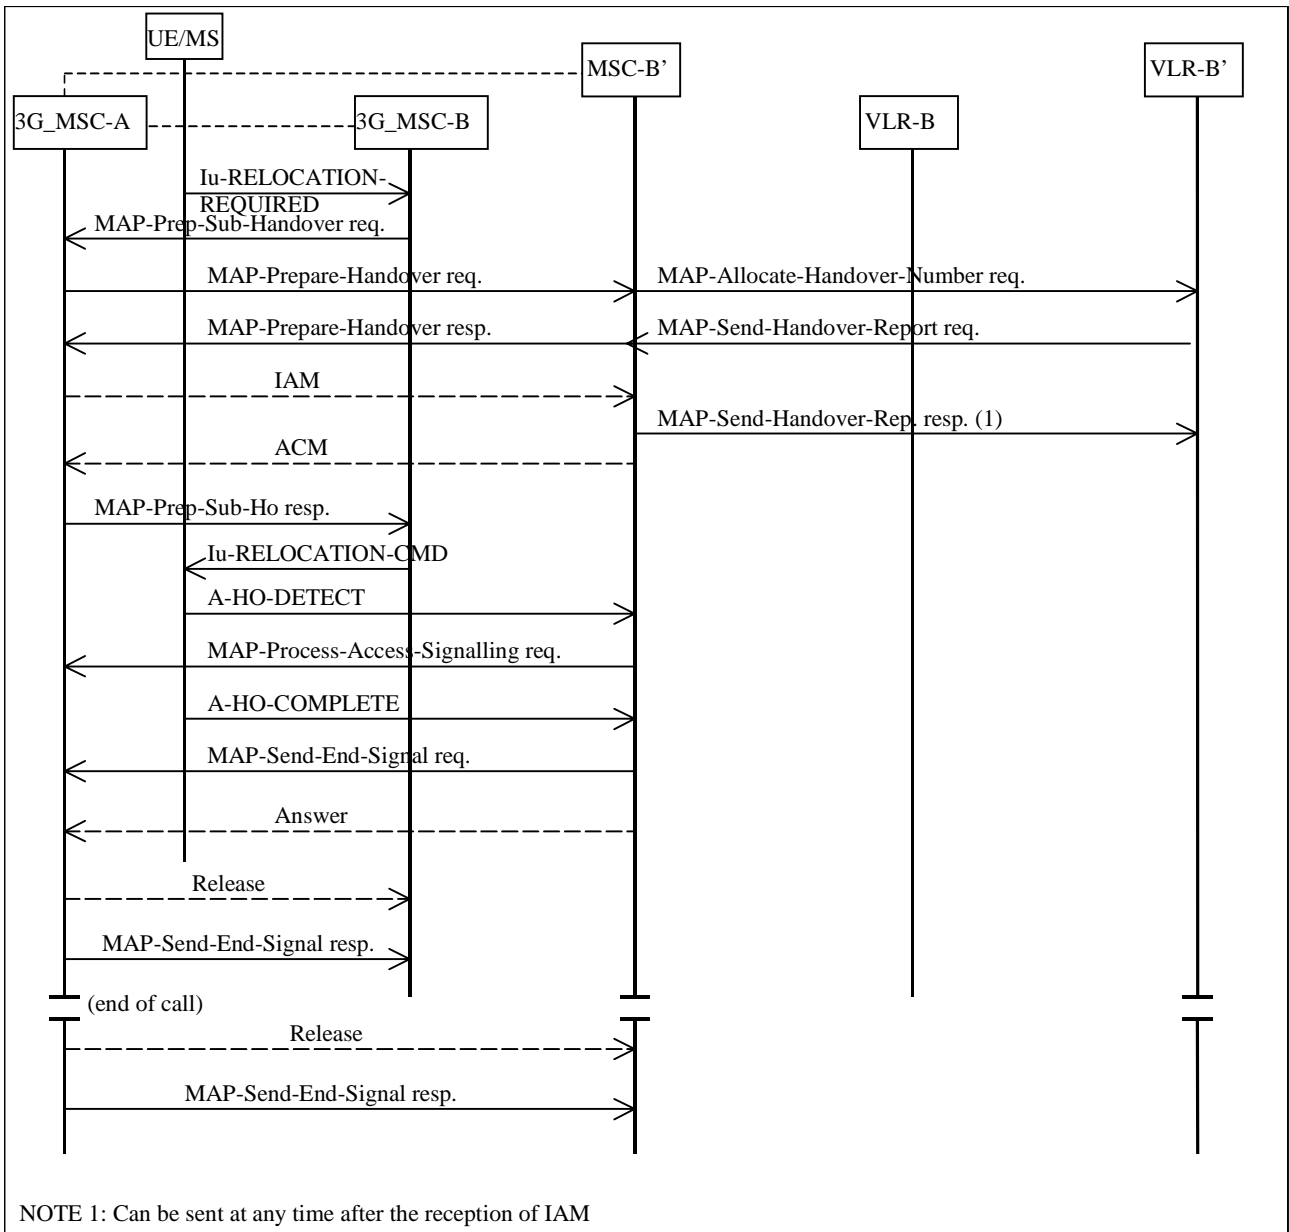 UE/MS
MSC-B’
VLR-B’
3G_MSC-A
3G_MSC-B
VLR-B
Iu-RELOCATION-
REQUIRED
MAP-Prep-Sub-Handover req.
MAP-Prepare-Handover req.
MAP-Allocate-Handover-Number req.
MAP-Prepare-Handover resp.
MAP-Send-Handover-Report req.
IAM
MAP-Send-Handover-Rep. resp. (1)
ACM
MAP-Prep-Sub-Ho resp.
Iu-RELOCATION-CMD
A-HO-DETECT
MAP-Process-Access-Signalling req.
A-HO-COMPLETE
MAP-Send-End-Signal req.
Answer
Release
MAP-Send-End-Signal resp.
(end of call)
Release
MAP-Send-End-Signal resp.
NOTE 1: Can be sent at any time after the reception of IAM